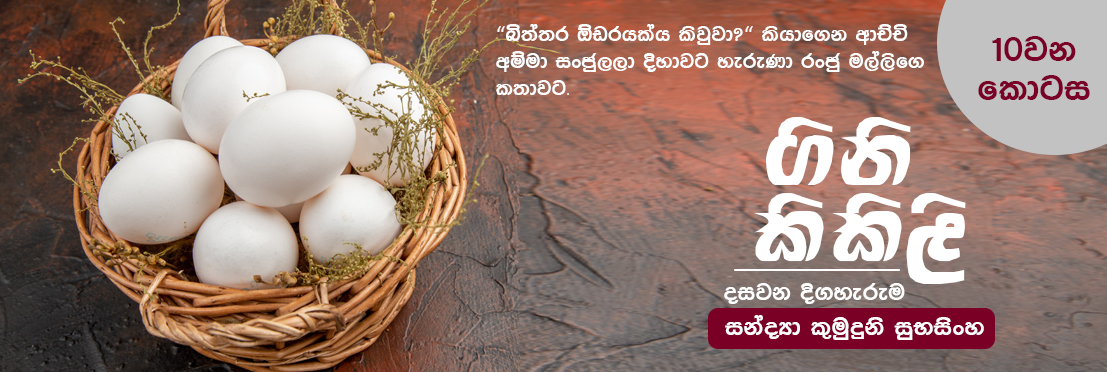 “බිත්තර ඕඩරයක්ය කිවුවා?“ කියාගෙන ආච්චි
අම්මා සංජුලලා දිහාවට හැරුණා රංජු මල්ලිගෙ
කතාවට.
10වන
කොටස
ගිනි
කිකිළි
දසවන දිගහැරුම
සන්ද්‍යා කුමුදුනි සුභසිංහ